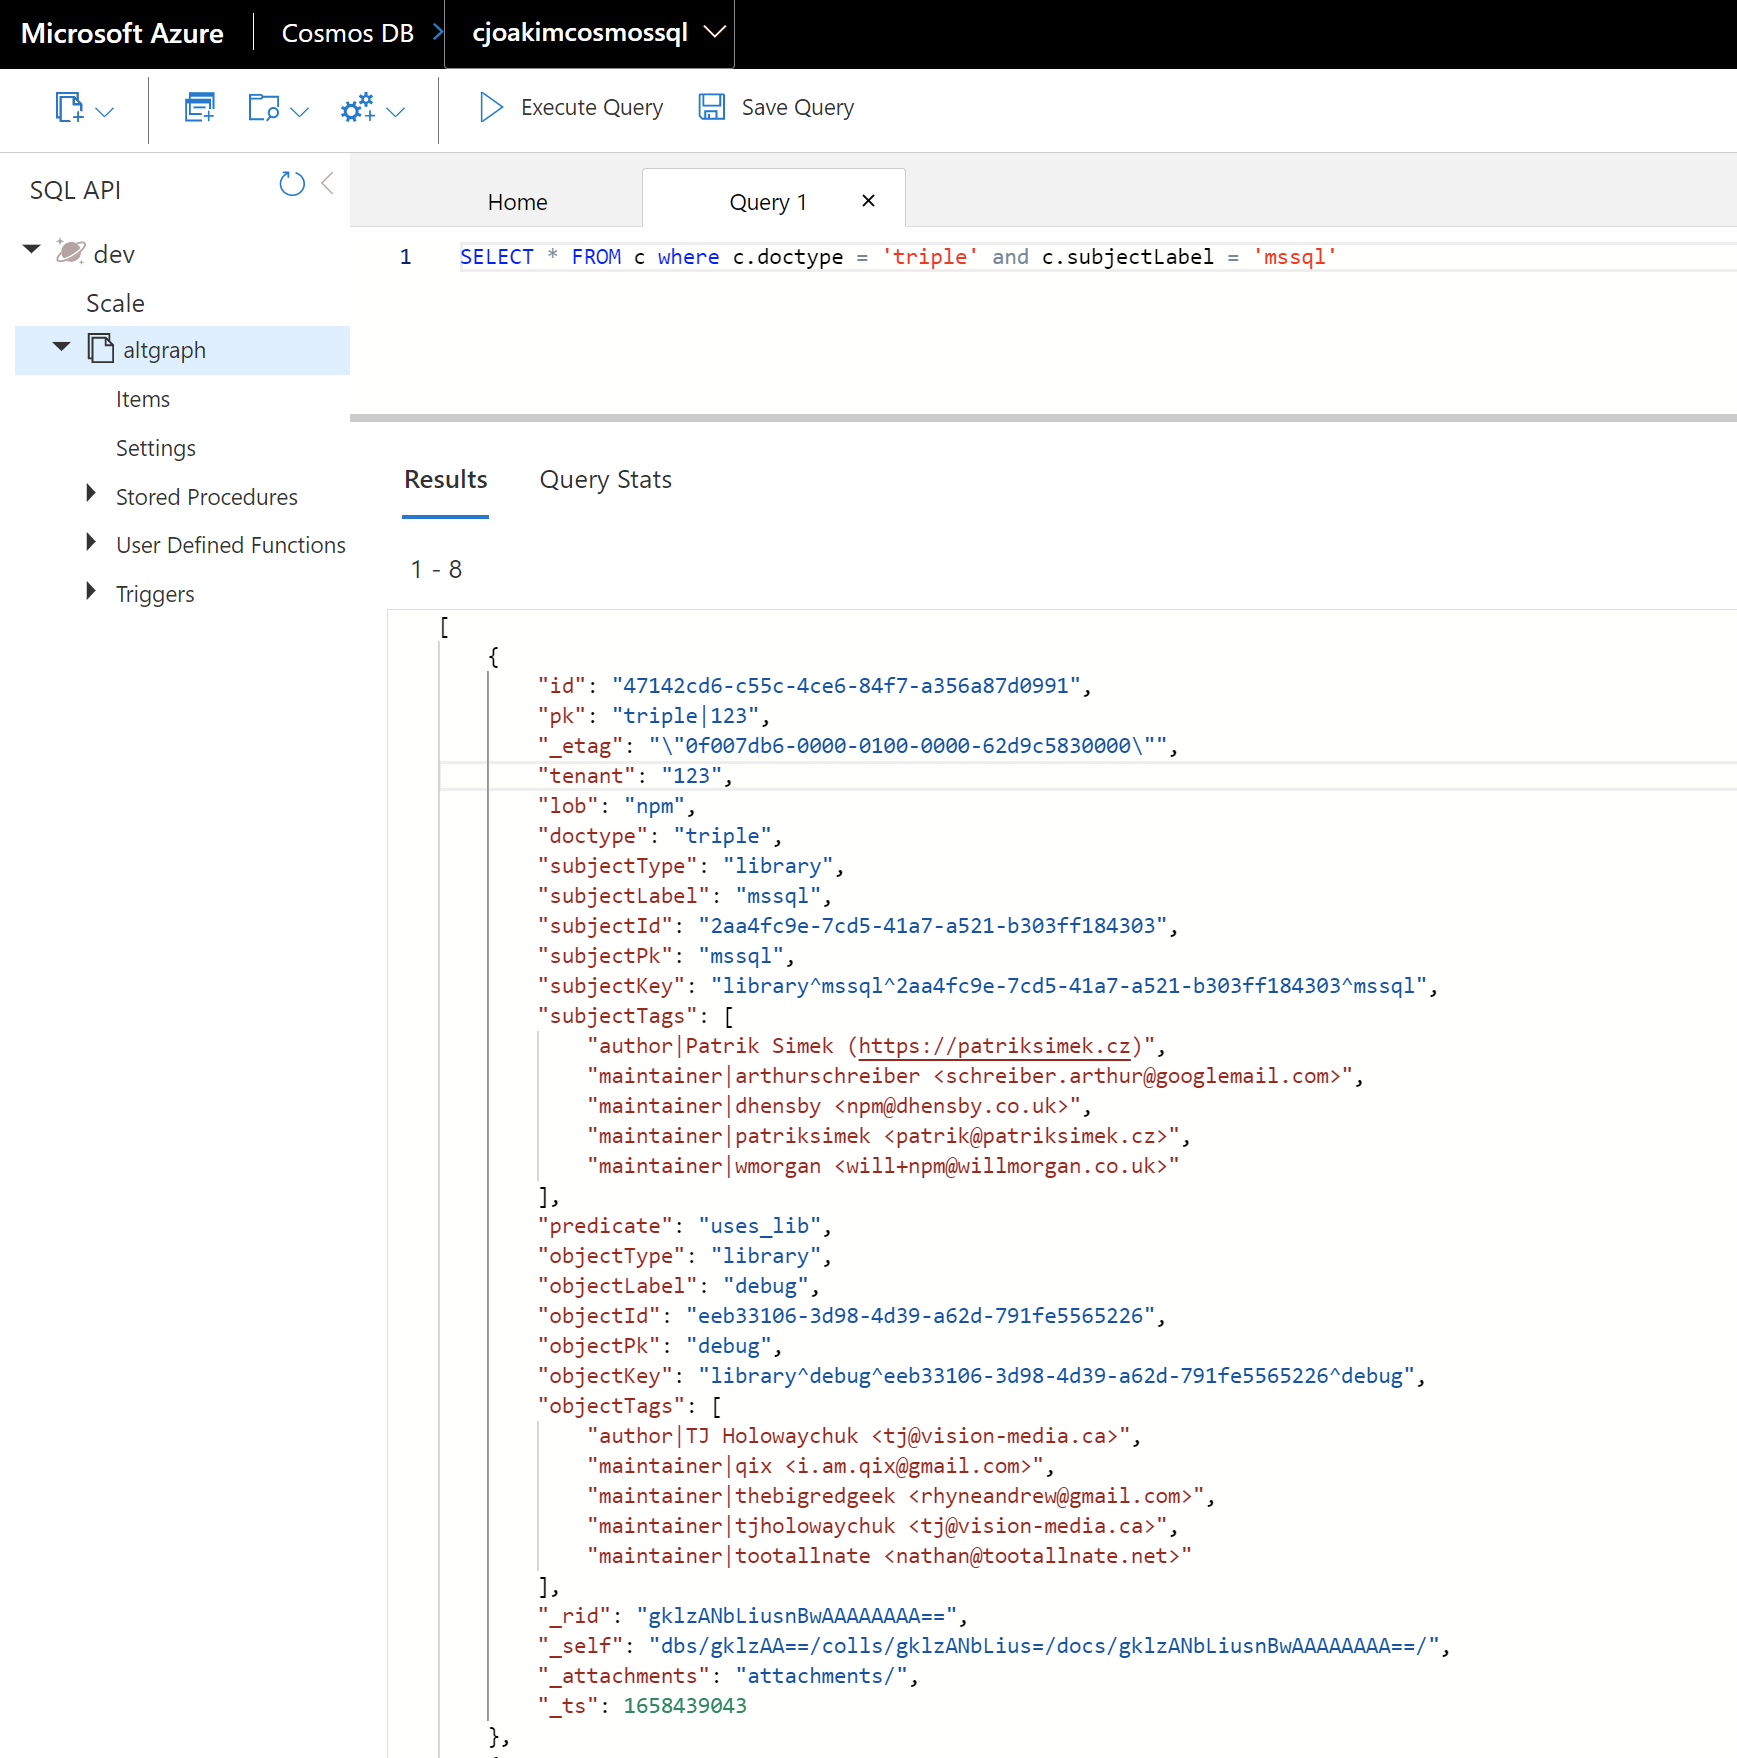 Microsoft Azure
Cosmos DB
cjoakimcosmossql
Execute Query
Save Query
SQL API
dev
Scale
altgraph
Items
Settings
Stored Procedures
User Defined Functions
Triggers
Home
Query 1
1 SELECT * FROM c where c.doctype = 'triple' and c.subjectLabel = 'mssql'
Results
Query Stats
1 - 8
[
{
"id": "47142cd6-c55c-4ce6-84f7-a356a87d0991",
"pk": "triple|123",
"_etag": "\"0f007db6-0000-0100-0000-62d9c5830000\"",
"tenant": "123",
"lob": "npm",
"doctype": "triple",
"subjectType": "library",
"subjectLabel": "mssql",
"subjectId": "2aa4fc9e-7cd5-41a7-a521-b303ff184303",
"subjectPk": "mssql",
"subjectKey": "library^mssql^2aa4fc9e-7cd5-41a7-a521-b303ff184303^mssql",
"subjectTags": [
"author|Patrik Simek (https://patriksimek.cz)",
"maintainer|arthurschreiber <schreiber.arthur@googlemail.com>",
"maintainer|dhensby <npm@dhensby.co.uk>",
"maintainer|patriksimek <patrik@patriksimek.cz>",
"maintainer|wmorgan <will+npm@willmorgan.co.uk>"
],
"predicate": "uses_lib",
"objectType": "library",
"objectLabel": "debug",
"objectId": "eeb33106-3d98-4d39-a62d-791fe5565226",
"objectPk": "debug",
"objectKey": "library^debug^eeb33106-3d98-4d39-a62d-791fe5565226^debug",
"objectTags": [
"author|TJ Holowaychuk <tj@vision-media.ca>",
"maintainer|qix <i.am.qix@gmail.com>",
"maintainer|thebigredgeek <rhyneandrew@gmail.com>",
"maintainer|tjholowaychuk <tj@vision-media.ca>",
"maintainer|tootallnate <nathan@tootallnate.net>"
],
"_rid": "gklzANbLiusnBwAAAAAAAA==",
"_self": "dbs/gklzAA==/colls/gklzANbLius=/docs/gklzANbLiusnBwAAAAAAAA==/",
"_attachments": "attachments/",
"_ts": 1658439043
},